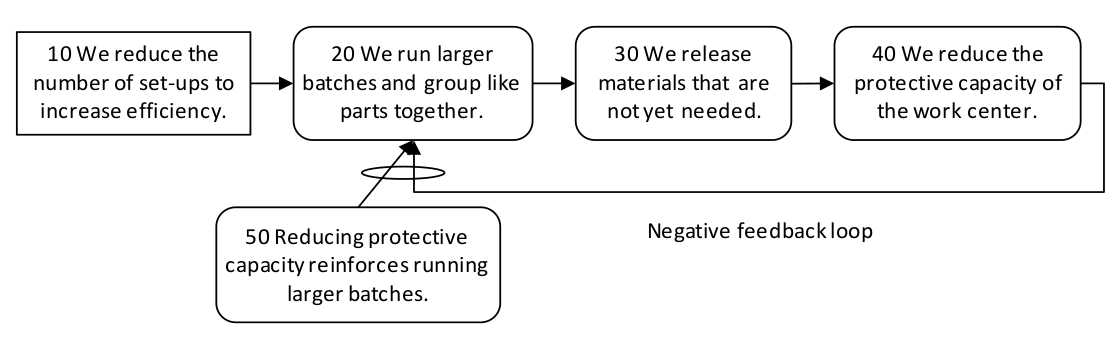 10 We reduce the
number of set-ups to
increase efficiency.
20 We run larger
batches and group like
parts together.
30 We release
materials that are
not yet needed.
40 We reduce the
protective capacity of
the work center.
50 Reducing protective
capacity reinforces running
larger batches.
Negative feedback loop